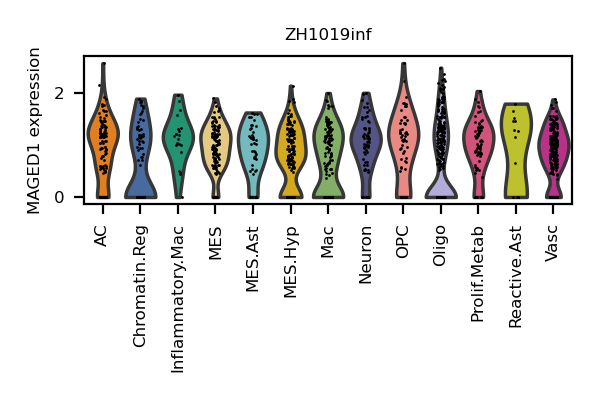 ZH1019inf
MAGED1 expression
2
0
AC
Chromatin.Reg
Inflammatory.Mac
MES
MES.Ast
MES.Hyp
Mac
Neuron
OPC
Oligo
Prolif.Metab
Reactive.Ast
Vasc